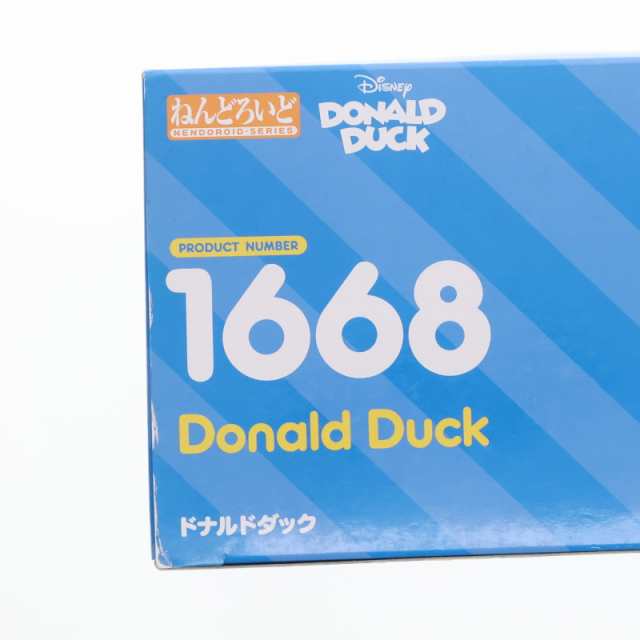 ねんどろいど
NENDOROID-SERIES
Disney
DONALD
DUCK
PRODUCT NUMBER
1668
Donald Duck
ドナルドダック